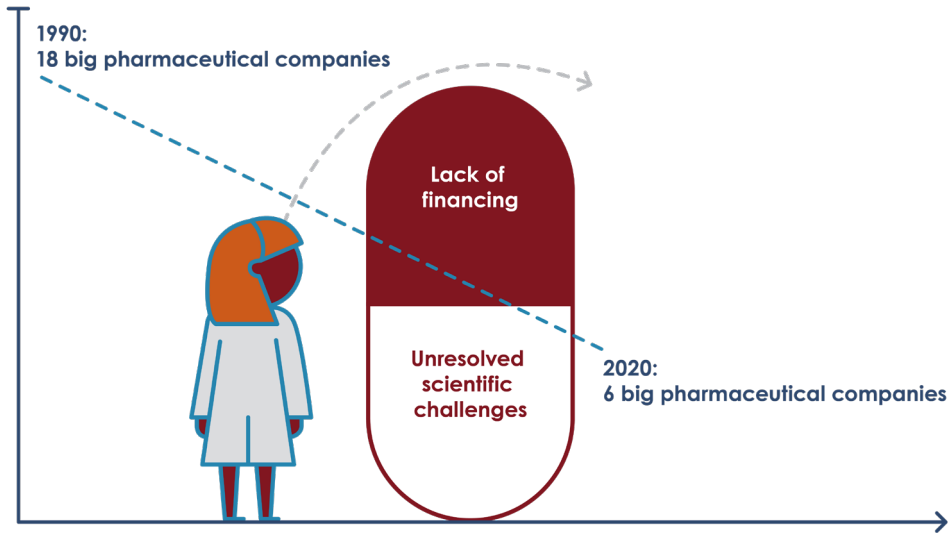 1990:
18 big pharmaceutical companies
Lack of
financing
Unresolved
scientific
challenges
2020:
6 big pharmaceutical companies